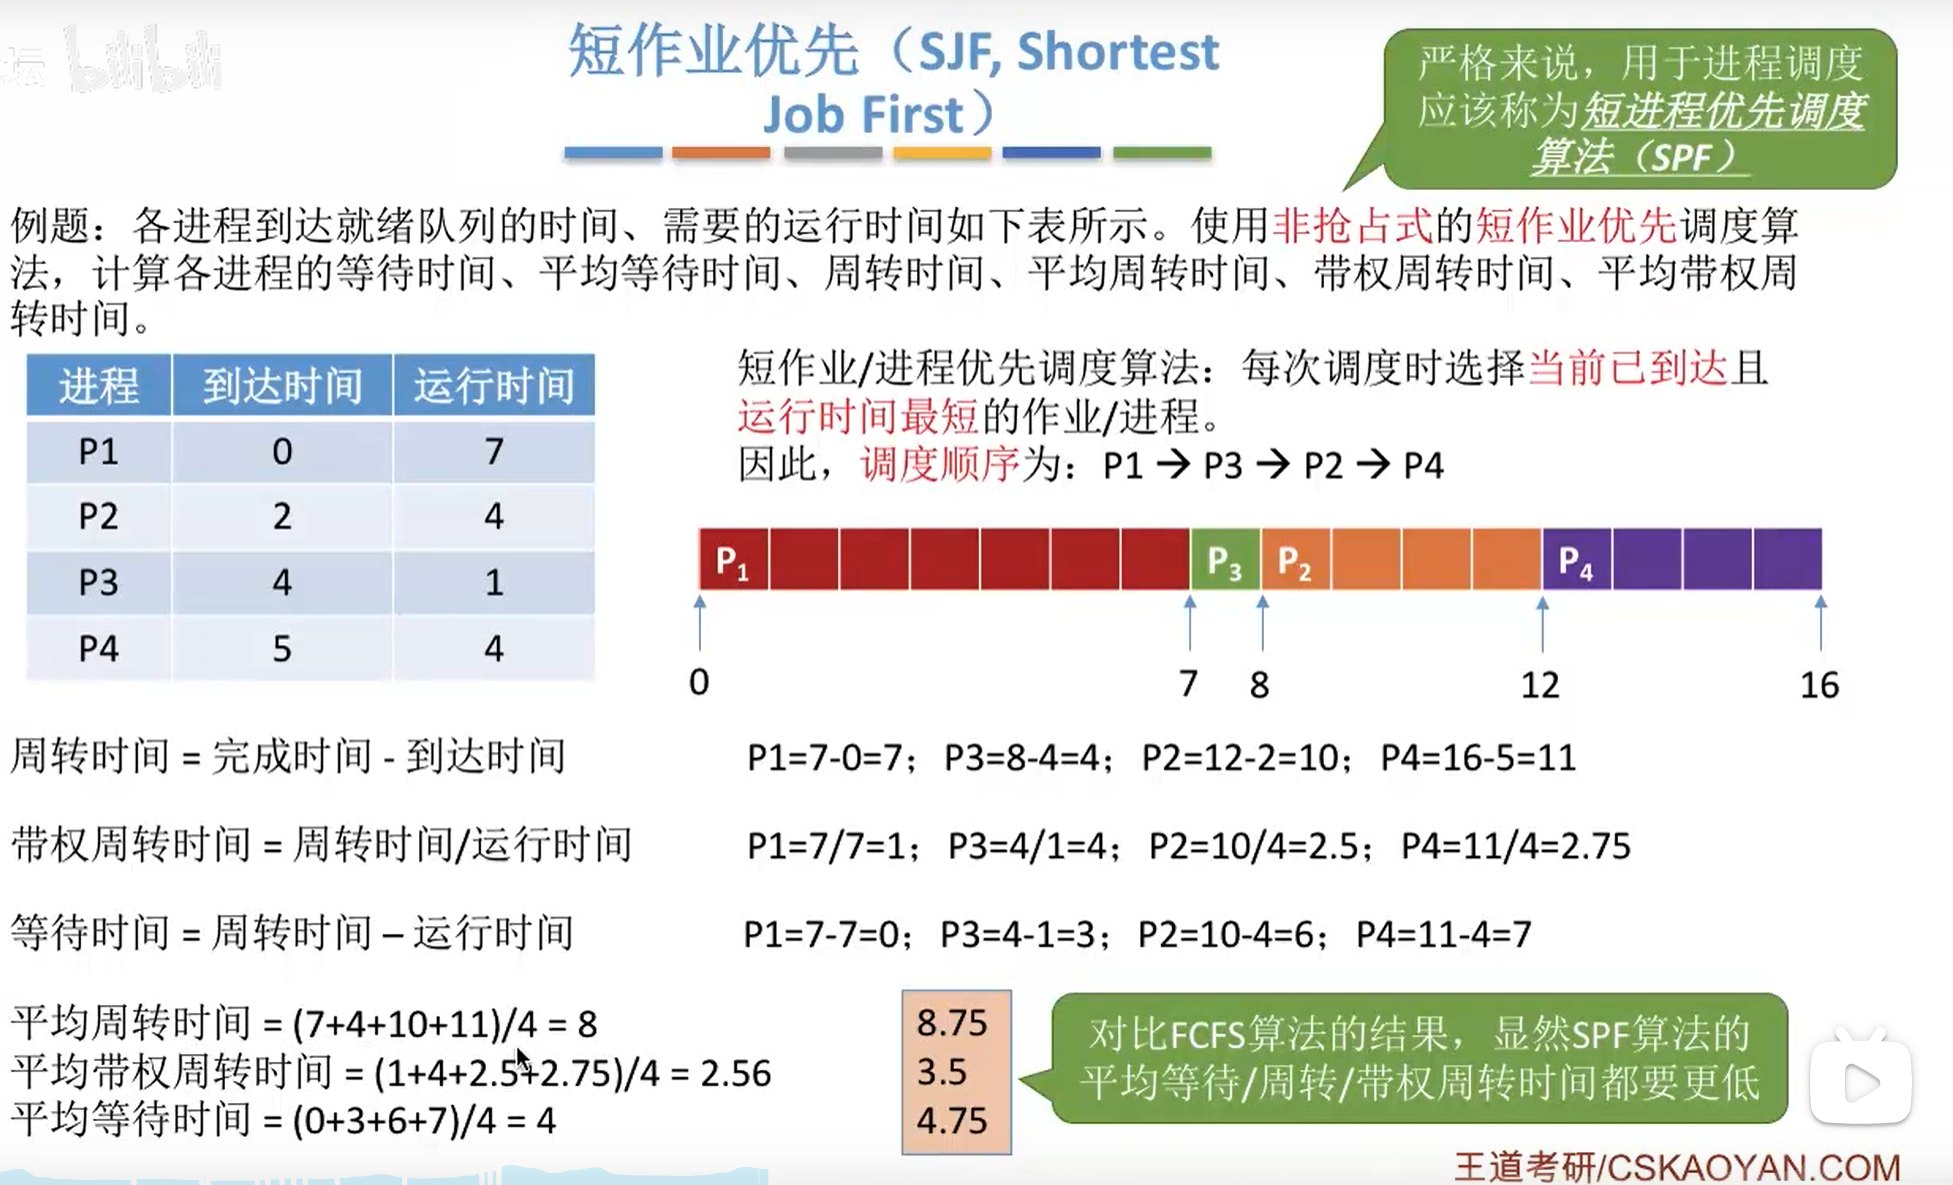 坛 bilibili
短作业优先（SJF, Shortest
Job First）
严格来说，用于进程调度
应该称为短进程优先调度
算法（SPF）
例题：各进程到达就绪队列的时间、需要的运行时间如下表所示。使用非抢占式的短作业优先调度算
法，计算各进程的等待时间、平均等待时间、周转时间、平均周转时间、带权周转时间、平均带权周
转时间。
进程 到达时间 运行时间
P1 0 7
P2 2 4
P3 4 1
P4 5 4
短作业/进程优先调度算法：每次调度时选择当前已到达且
运行时间最短的作业/进程。
因此，调度顺序为：P1 → P3 → P2 → P4
P1 P3 P2 P4
0 7 8 12 16
周转时间 = 完成时间 - 到达时间
P1=7-0=7；P3=8-4=4；P2=12-2=10；P4=16-5=11
带权周转时间 = 周转时间/运行时间
P1=7/7=1；P3=4/1=4；P2=10/4=2.5；P4=11/4=2.75
等待时间 = 周转时间 – 运行时间
P1=7-7=0；P3=4-1=3；P2=10-4=6；P4=11-4=7
平均周转时间 = (7+4+10+11)/4 = 8
平均带权周转时间 = (1+4+2.5+2.75)/4 = 2.56
平均等待时间 = (0+3+6+7)/4 = 4
8.75
3.5
4.75
对比FCFS算法的结果，显然SPF算法的
平均等待/周转/带权周转时间都要更低
王道考研/CSKAOYAN.COM